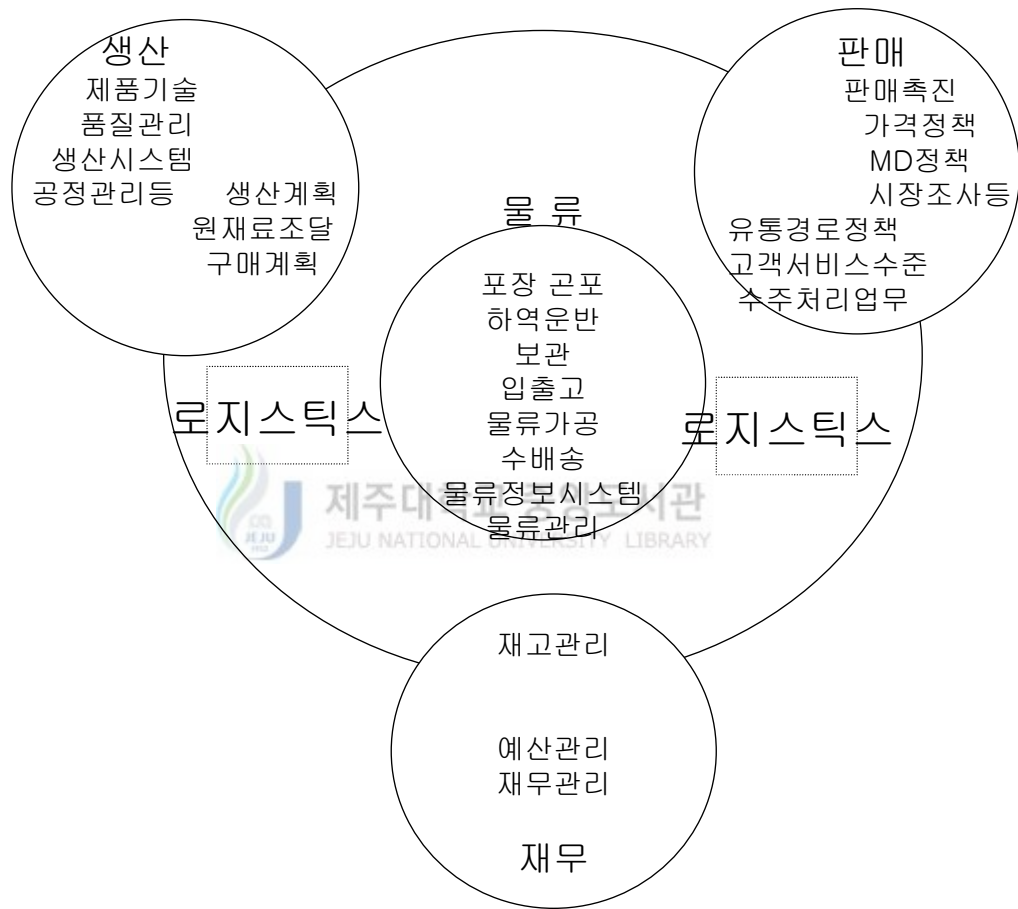 생산
제품기술
품질관리
생산시스템
공정관리등
생산계획
원재료조달
구매계획
판매
판매촉진
가격정책
MD정책
시장조사등
유통경로정책
고객서비스수준
수주처리업무
물 류
포장 곤포
하역운반
보관
입출고
물류가공
수배송
물류정보시스템
물류관리
로지스틱스
로지스틱스
제주대학교 중앙도서관
JEJU NATIONAL UNIVERSITY LIBRARY
JEJU
1952
재고관리
예산관리
재무관리
재무